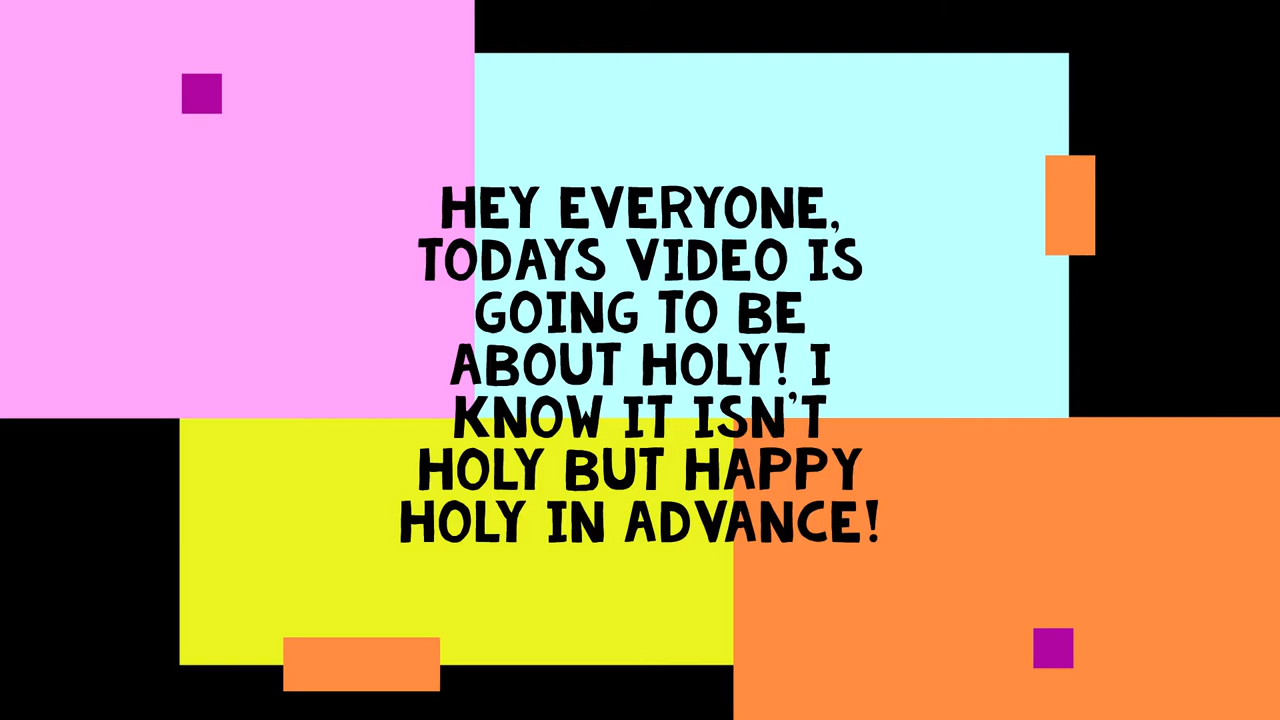 HEY EVERYONE,
TODAYS VIDEO IS
GOING TO BE
ABOUT HOLY! I
KNOW IT ISN'T
HOLY BUT HAPPY
HOLY IN ADVANCE!